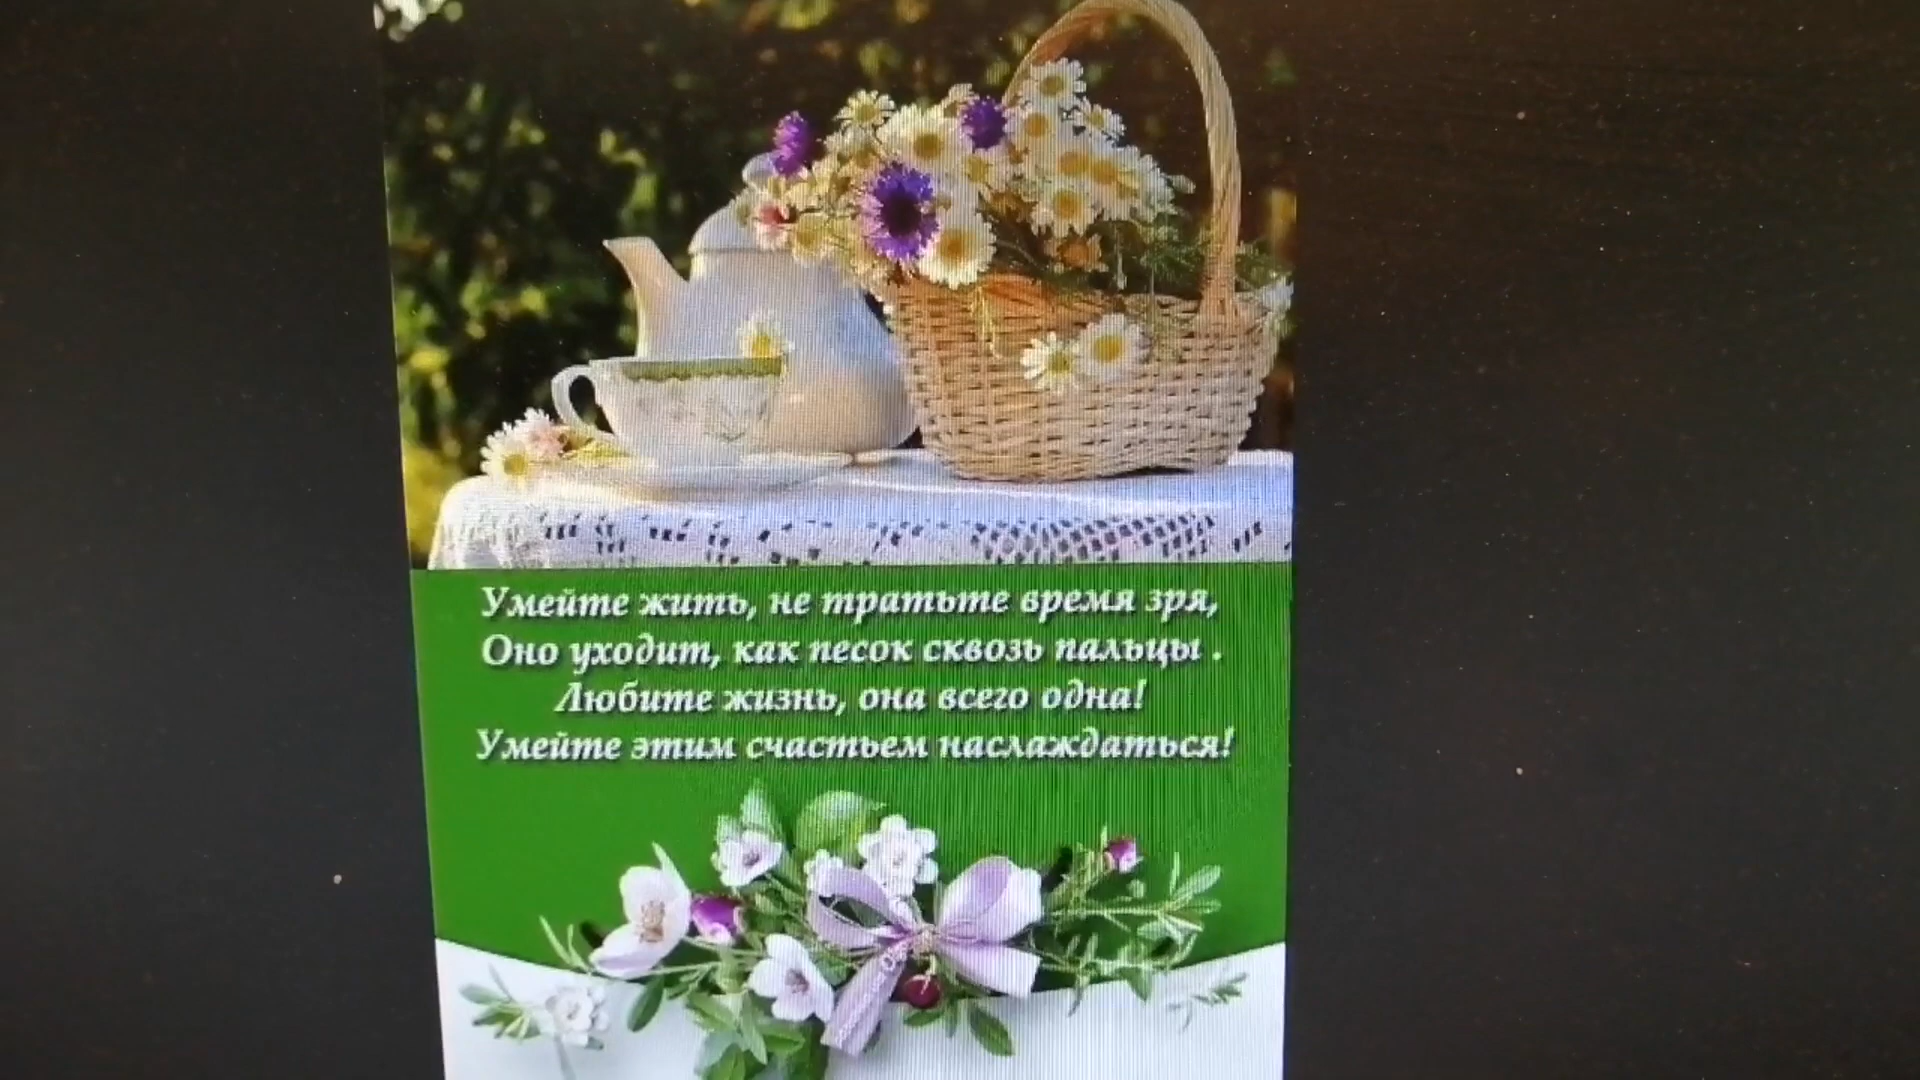 Умейте жить, не тратьте время зря,
Оно уходит, как песок сквозь пальцы .
Любите жизнь, она всего одна!
Умейте этим счастьем наслаждаться!